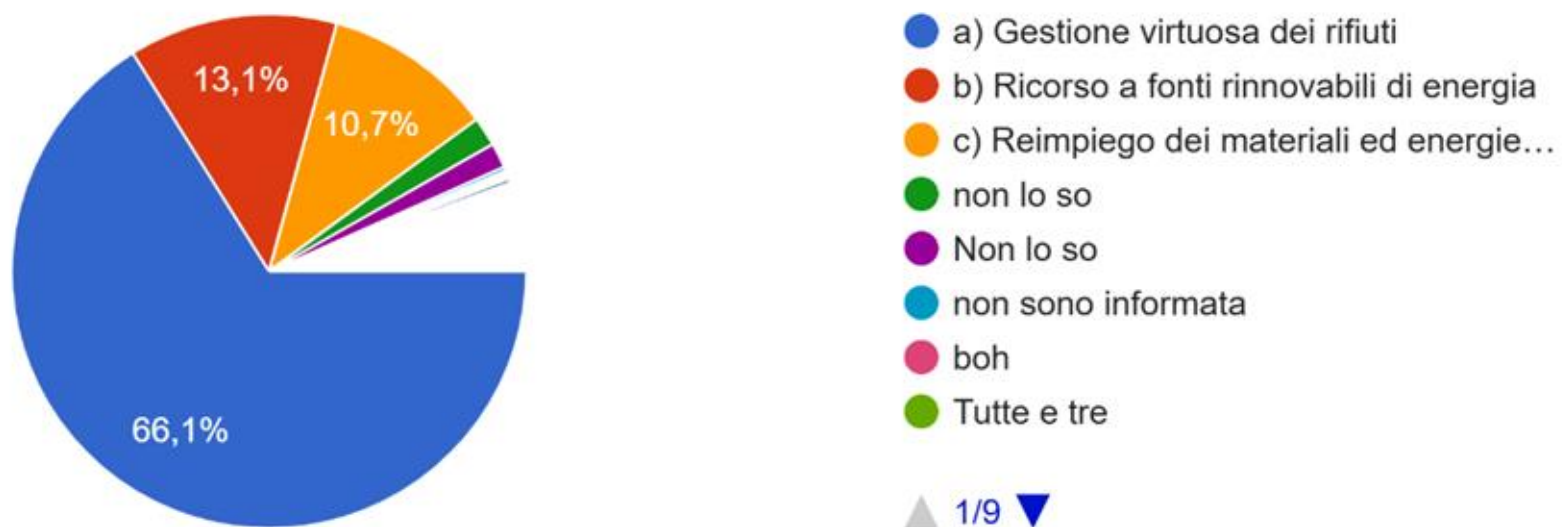 13,1%
10,7%
66,1%
a) Gestione virtuosa dei rifiuti
b) Ricorso a fonti rinnovabili di energia
c) Reimpiego dei materiali ed energie…
non lo so
Non lo so
non sono informata
boh
Tutte e tre
1/9